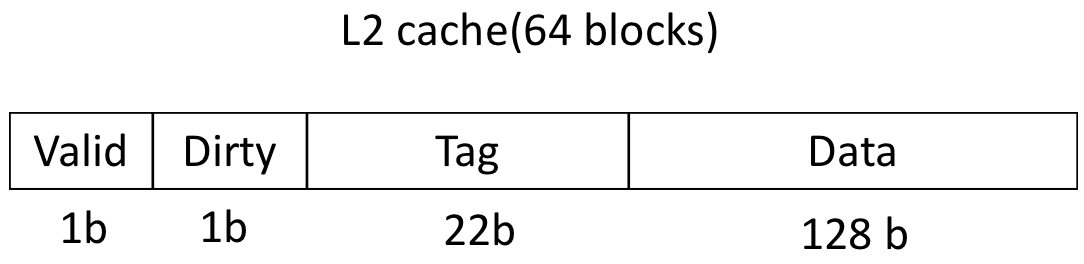 L2 cache(64 blocks)
Valid Dirty Tag Data
1b 1b 22b 128 b